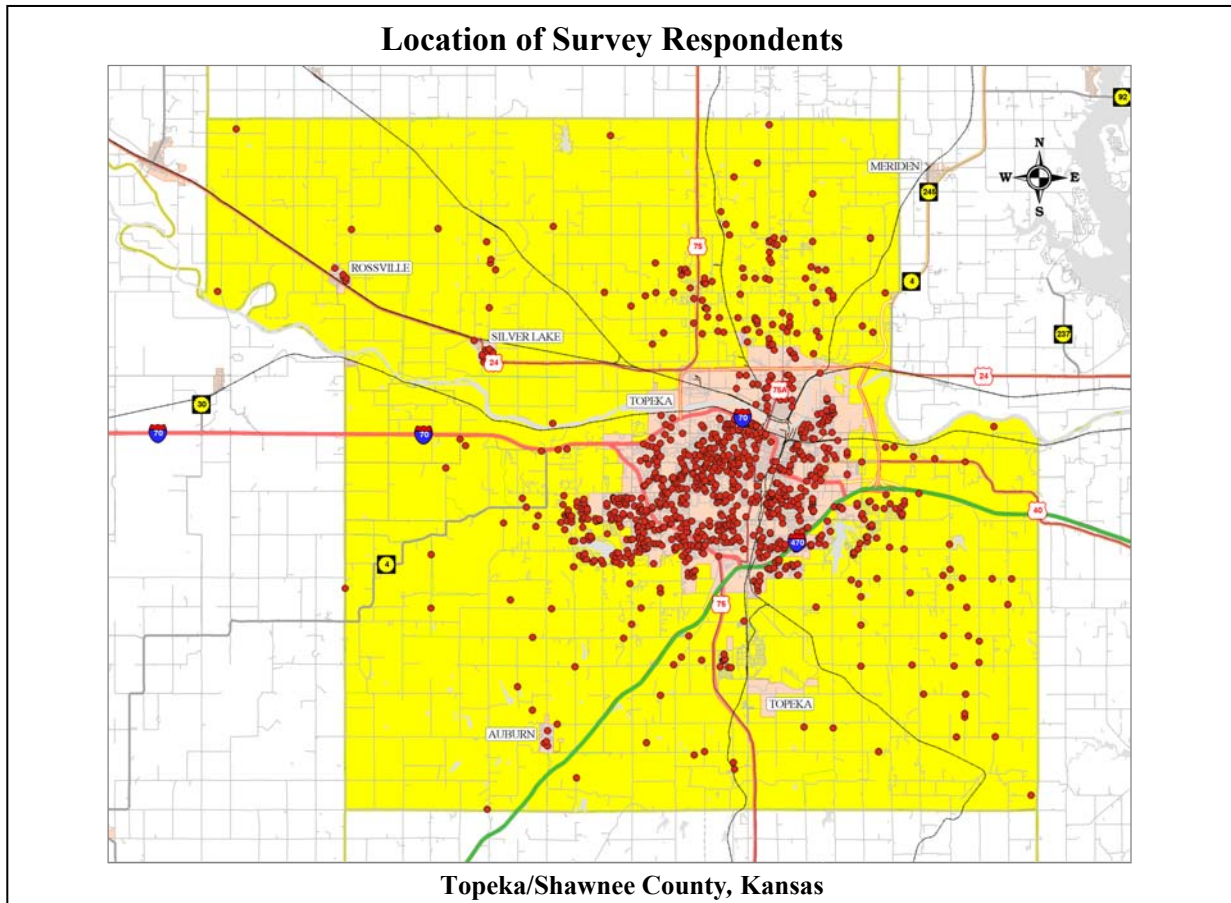 Location of Survey Respondents
92
N
MERIDEN
W E
245
S
75
ROSSVILLE
4
SILVER LAKE
237
24
24
75A
TOPEKA
30
70
70
70
40
470
4
75
TOPEKA
AUBURN
Topeka/Shawnee County, Kansas